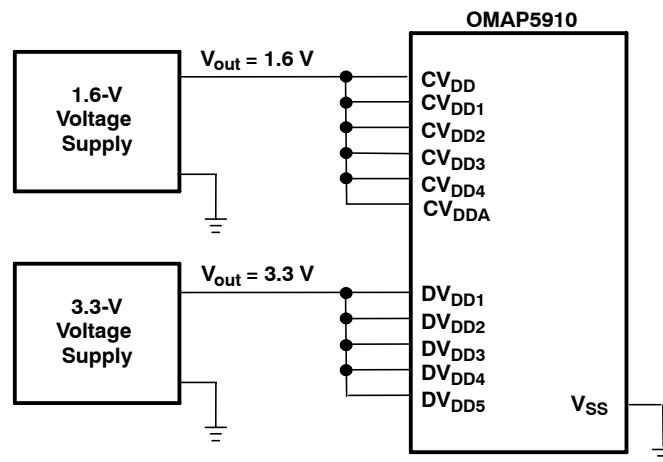 OMAP5910
1.6-V
Voltage
Supply
Vout = 1.6 V
CVDD
CVDD1
CVDD2
CVDD3
CVDD4
CVDDA
3.3-V
Voltage
Supply
Vout = 3.3 V
DVDD1
DVDD2
DVDD3
DVDD4
DVDD5
VSS